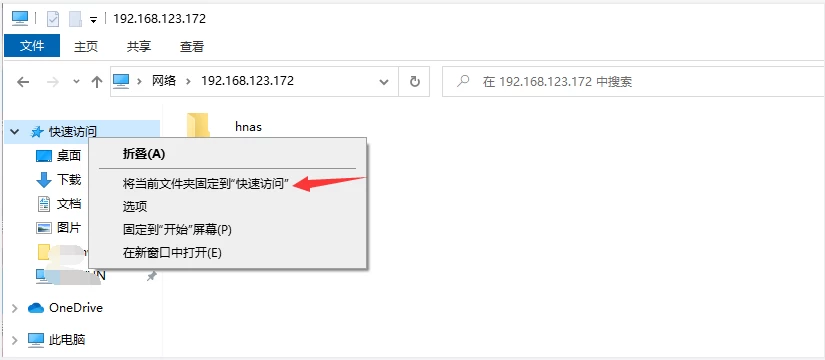 192.168.123.172
文件 主页 共享 查看
网络 192.168.123.172
在 192.168.123.172 中搜索
快速访问
hnas
桌面
折叠(A)
下载
将当前文件夹固定到“快速访问”
文档
选项
图片
固定到“开始”屏幕(P)
在新窗口中打开(E)
OneDrive
此电脑